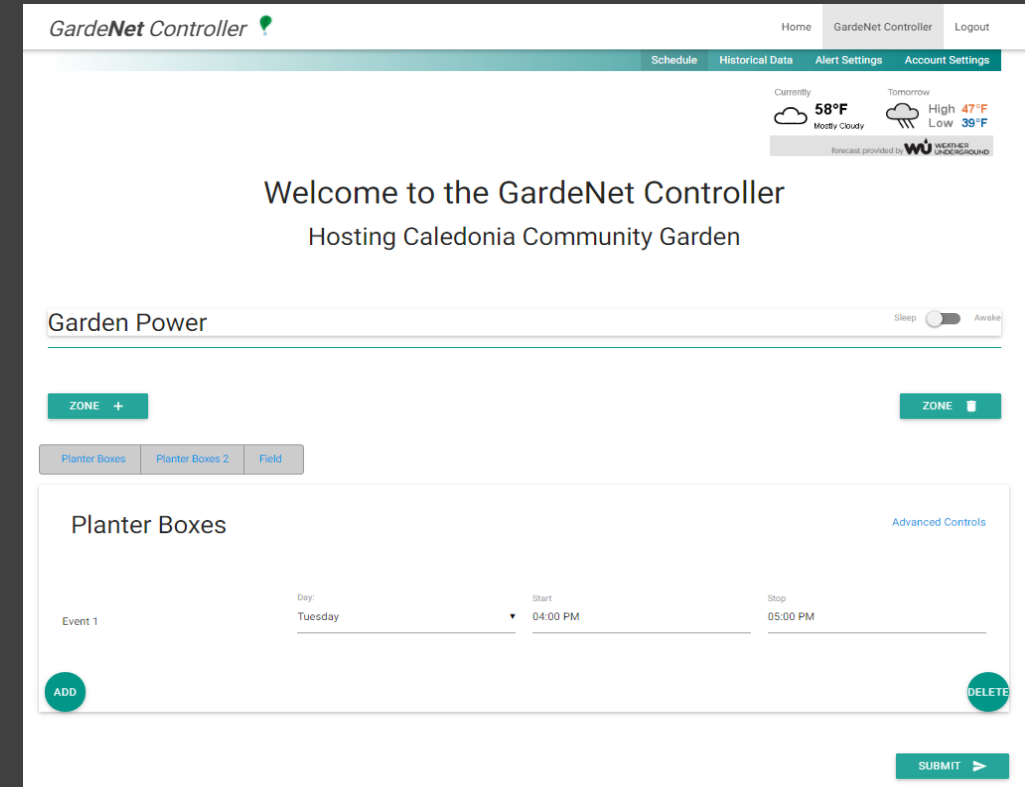 GardeNet Controller
Home GardeNet Controller Logout
Schedule Historical Data Alert Settings Account Settings
Currently Tomorrow
58°F High 47°F
Mostly Cloudy Low 39°F
forecast provided by WU WEATHER UNDERGROUND
Welcome to the GardeNet Controller
Hosting Caledonia Community Garden
Garden Power Sleep Awake
ZONE + ZONE
Planter Boxes Planter Boxes 2 Field
Planter Boxes Advanced Controls
Day: Start Stop
Event 1 Tuesday 04:00 PM 05:00 PM
ADD DELETE
SUBMIT